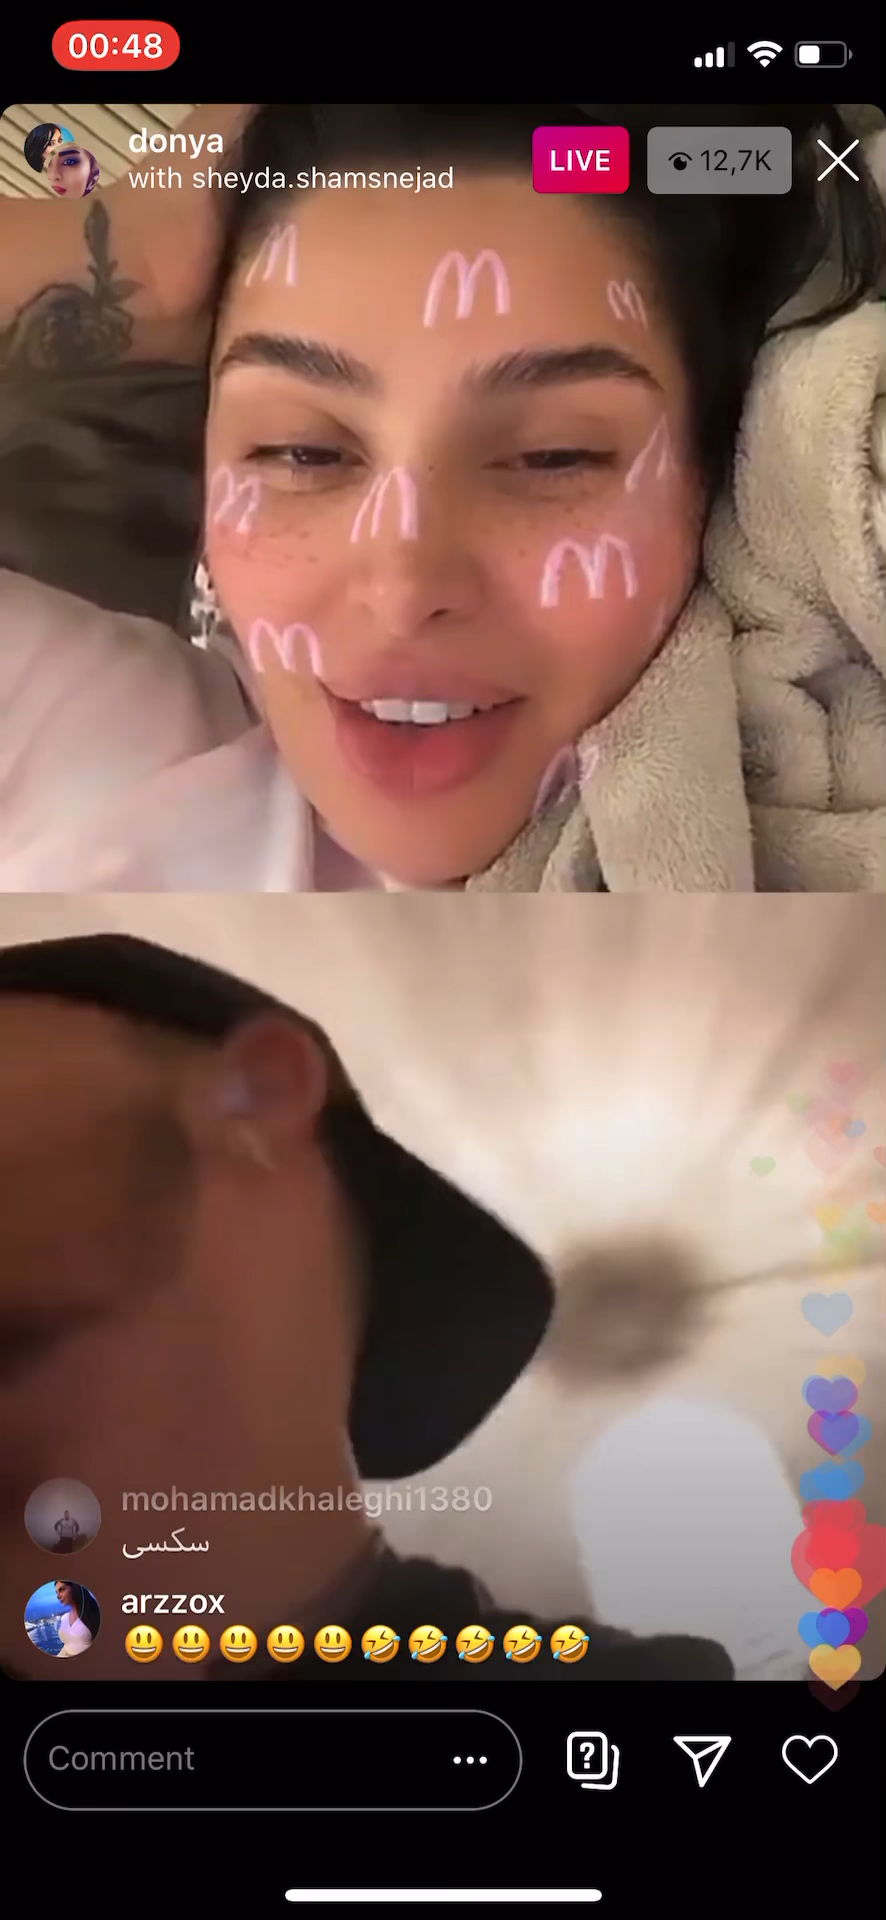 00:48
donya
with sheyda.shamsnejad
LIVE
12,7K
M
M
M
M
M
M
M
mohamadkhaleghi1380
سکسی
arzzox
😃😃😃😃😃🤣🤣🤣🤣🤣
Comment